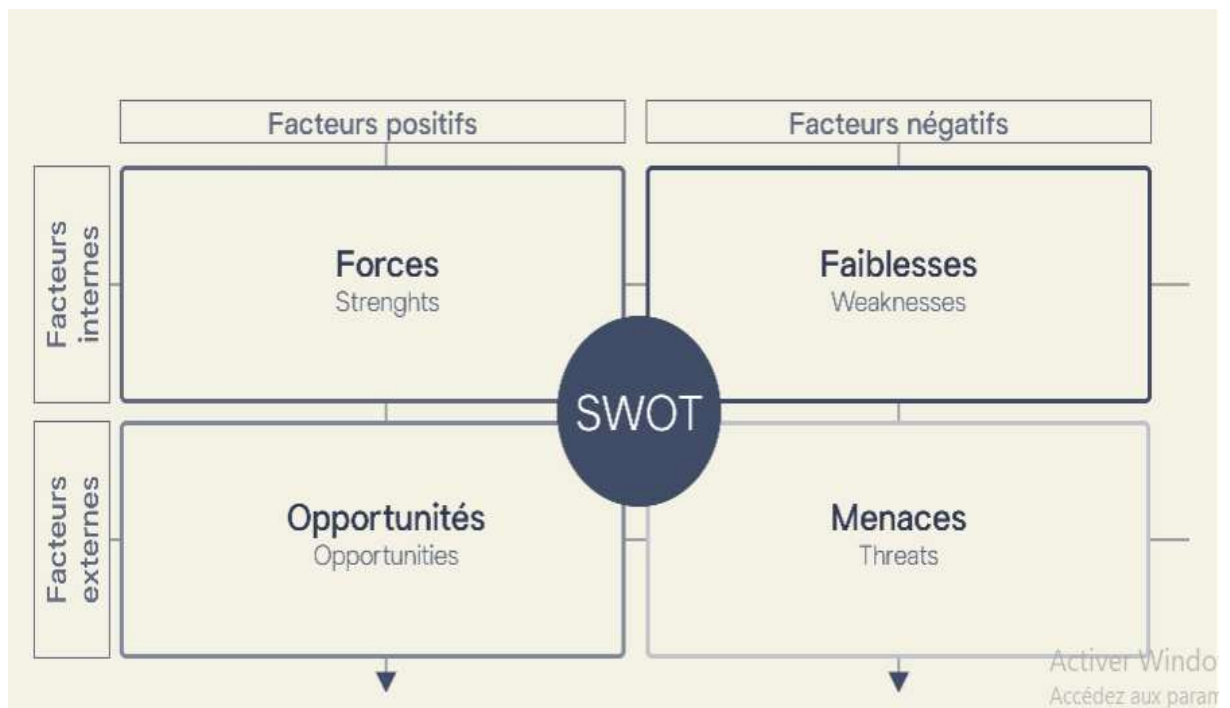 Facteurs positifs
Facteurs négatifs
Facteurs
internes
Forces
Strenghts
Faiblesses
Weaknesses
SWOT
Facteurs
externes
Opportunités
Opportunities
Menaces
Threats
Activer Windo
Accédez aux param